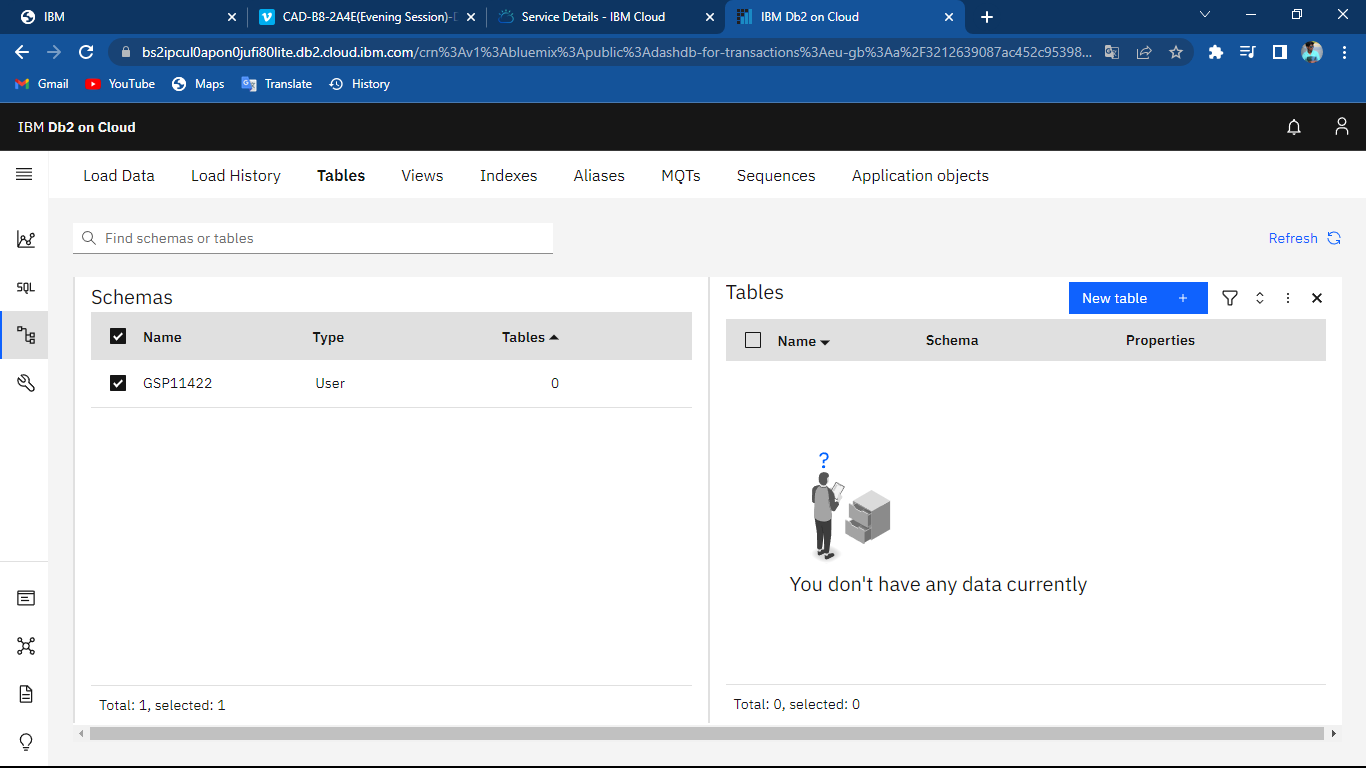 IBM
CAD-B8-2A4E(Evening Session)-D
Service Details - IBM Cloud
IBM Db2 on Cloud
bs2ipcul0apon0jufi80lite.db2.cloud.ibm.com/crn%3Av1%3Abluemix%3Apublic%3Adashdb-for-transactions%3Aeu-gb%3Aa%2F3212639087ac452c95398...
Gmail
YouTube
Maps
Translate
History
IBM Db2 on Cloud
Load Data
Load History
Tables
Views
Indexes
Aliases
MQTs
Sequences
Application objects
SQL
Find schemas or tables
Refresh
Schemas
Name Type Tables
GSP11422 User 0
Total: 1, selected: 1
Tables
New table +
Name Schema Properties
?
You don't have any data currently
Total: 0, selected: 0